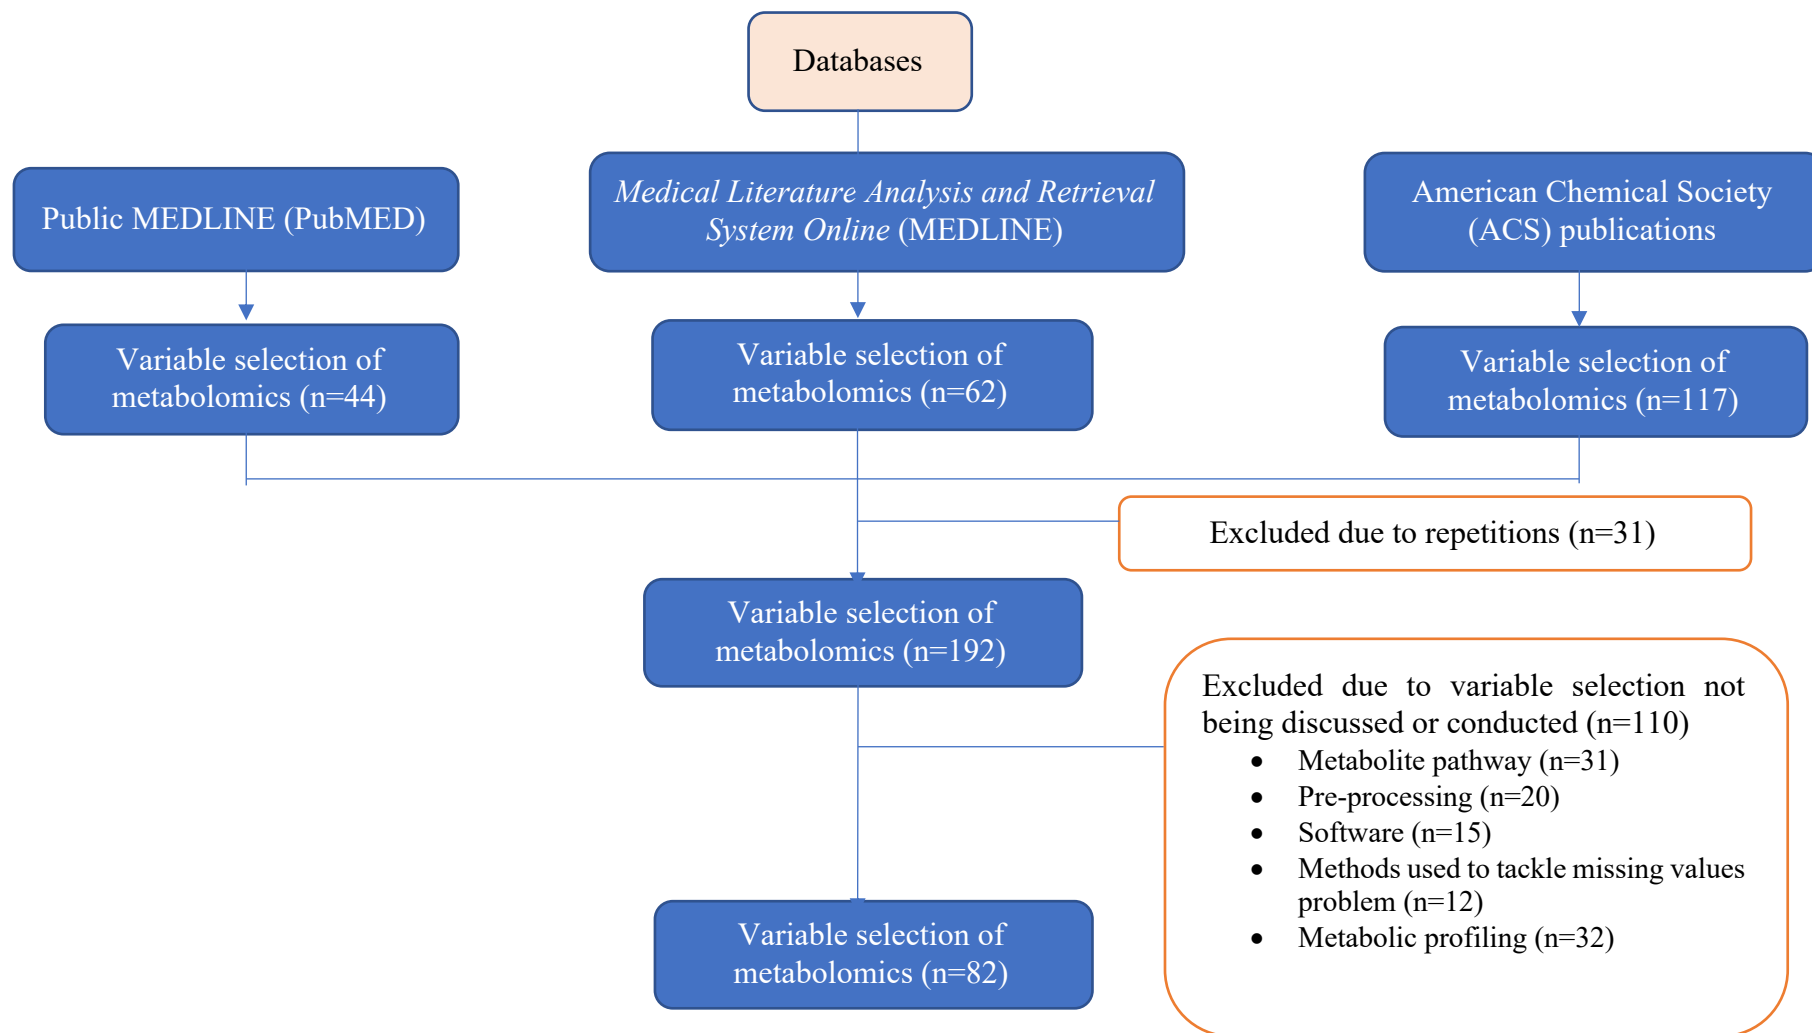 Databases
Public MEDLINE (PubMED)
Medical Literature Analysis and Retrieval
System Online (MEDLINE)
American Chemical Society
(ACS) publications
Variable selection of
metabolomics (n=44)
Variable selection of
metabolomics (n=62)
Variable selection of
metabolomics (n=117)
Excluded due to repetitions (n=31)
Variable selection of
metabolomics (n=192)
Excluded due to variable selection not
being discussed or conducted (n=110)
• Metabolite pathway (n=31)
• Pre-processing (n=20)
• Software (n=15)
• Methods used to tackle missing values
problem (n=12)
• Metabolic profiling (n=32)
Variable selection of
metabolomics (n=82)